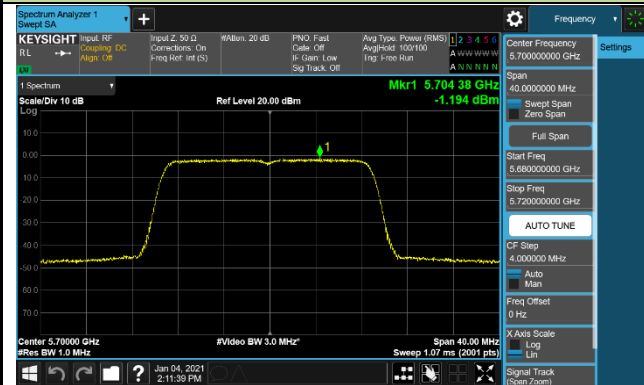 Spectrum Analyzer 1
Swept SA
Frequency
KEYSIGHT
RL
Input: RF
Coupling: DC
Align: Off
Input Z: 50 Ω
Corrections: On
Freq Ref: Int (S)
#Atten: 20 dB
PNO: Fast
Gate: Off
IF Gain: Low
Sig Track: Off
Avg Type: Power (RMS)
Avg|Hold: 100/100
Trig: Free Run
1 2 3 4 5 6
A W W W W W
A N N N N N
1 Spectrum
Scale/Div 10 dB
Log
Ref Level 20.00 dBm
Mkr1 5.704 38 GHz
-1.194 dBm
10.0
0.00
1
-10.0
-20.0
-30.0
-40.0
-50.0
-60.0
-70.0
Center 5.70000 GHz
#Res BW 1.0 MHz
#Video BW 3.0 MHz*
Span 40.00 MHz
Sweep 1.07 ms (2001 pts)
Jan 04, 2021
2:11:39 PM
Settings
Center Frequency
5.700000000 GHz
Span
40.0000000 MHz
Swept Span
Zero Span
Full Span
Start Freq
5.680000000 GHz
Stop Freq
5.720000000 GHz
AUTO TUNE
CF Step
4.000000 MHz
Auto
Man
Freq Offset
0 Hz
X Axis Scale
Log
Lin
Signal Track
(Span Zoom)